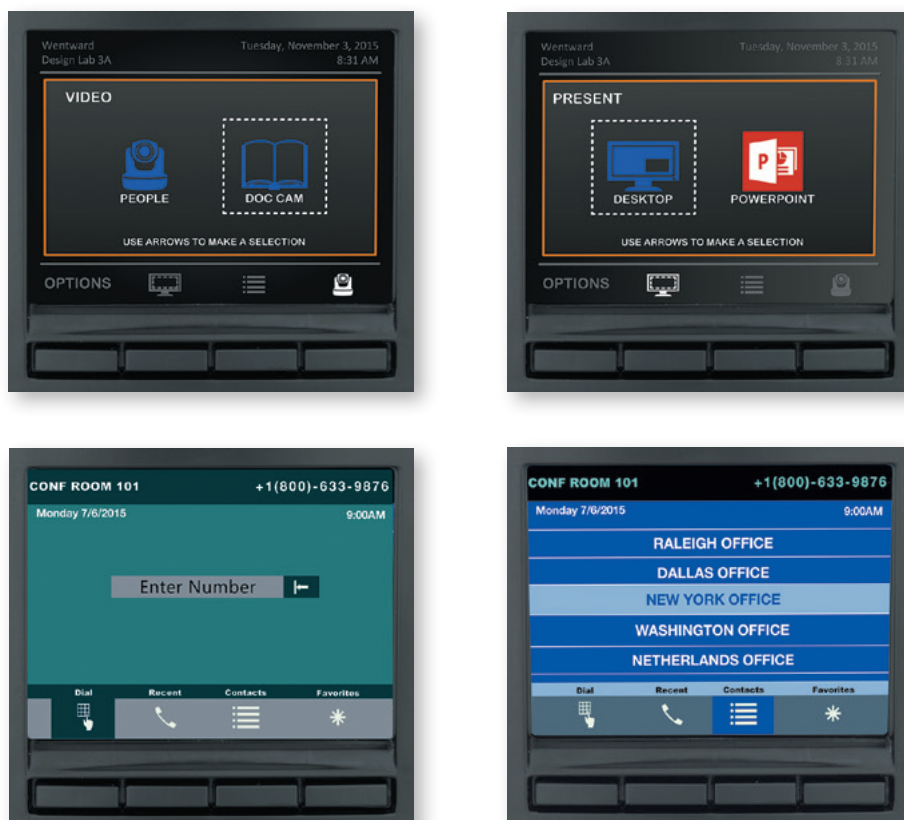 Wentward
Tuesday, November 3, 2015
Design Lab 3A
8:31 AM
VIDEO
PEOPLE
DOC CAM
USE ARROWS TO MAKE A SELECTION
OPTIONS
Wentward
Tuesday, November 3, 2015
Design Lab 3A
8:31 AM
PRESENT
P
DESKTOP
POWERPOINT
USE ARROWS TO MAKE A SELECTION
OPTIONS
CONF ROOM 101
+1(800)-633-9876
Monday 7/6/2015
9:00AM
Enter Number
Dial
Recent
Contacts
Favorites
CONF ROOM 101
+1(800)-633-9876
Monday 7/6/2015
9:00AM
RALEIGH OFFICE
DALLAS OFFICE
NEW YORK OFFICE
WASHINGTON OFFICE
NETHERLANDS OFFICE
Dial
Recent
Contacts
Favorites